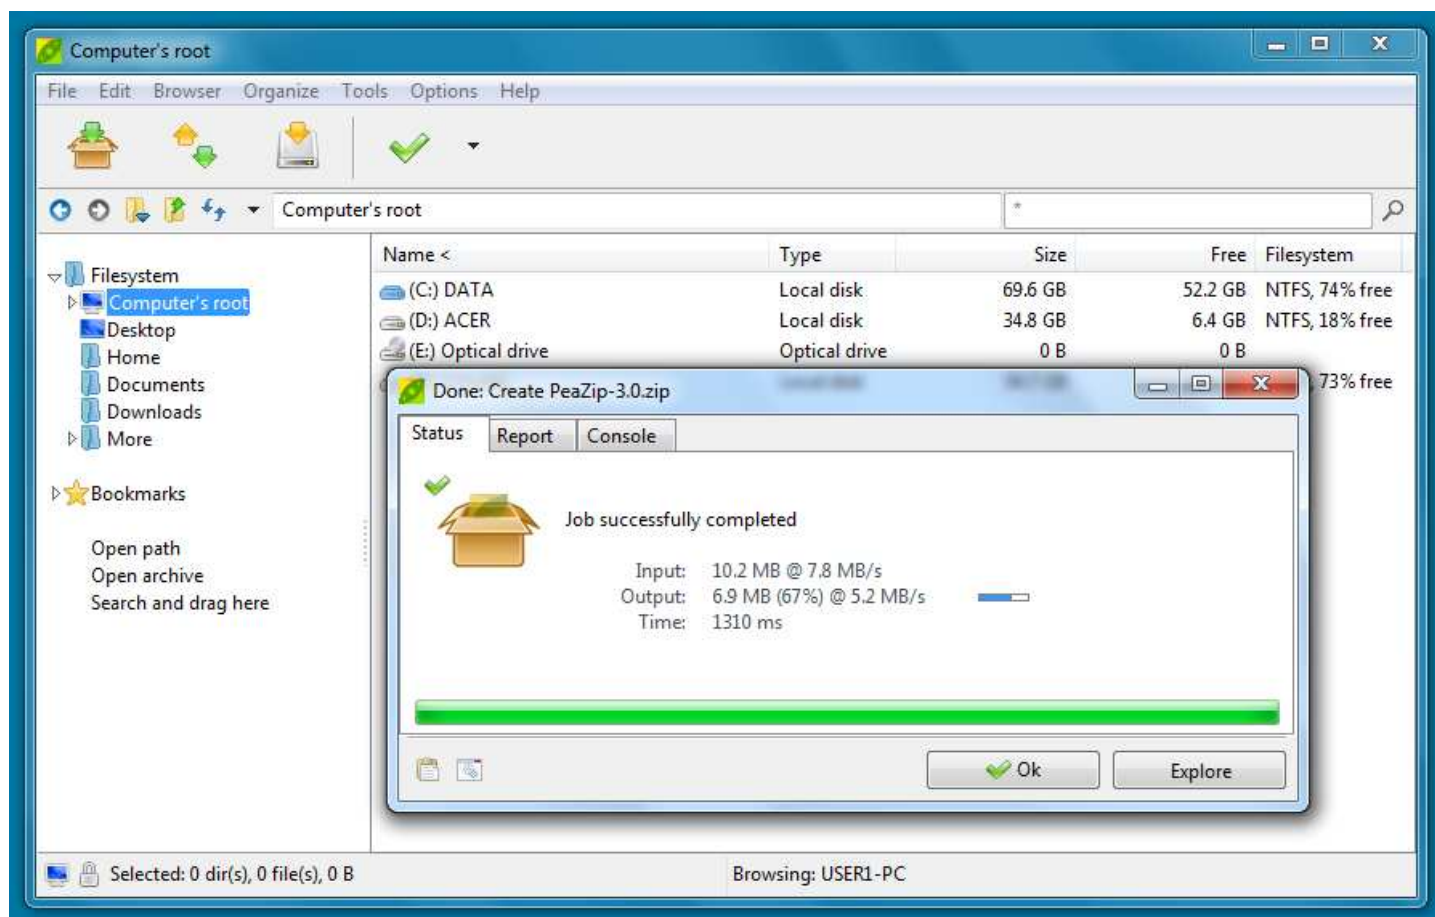 Computer's root
File Edit Browser Organize Tools Options Help
Computer's root *
Name < Type Size Free Filesystem
Filesystem
Computer's root
Desktop
Home
Documents
Downloads
More
Bookmarks
Open path
Open archive
Search and drag here
(C:) DATA Local disk 69.6 GB 52.2 GB NTFS, 74% free
(D:) ACER Local disk 34.8 GB 6.4 GB NTFS, 18% free
(E:) Optical drive Optical drive 0 B 0 B
, 73% free
Done: Create PeaZip-3.0.zip
Status Report Console
Job successfully completed
Input: 10.2 MB @ 7.8 MB/s
Output: 6.9 MB (67%) @ 5.2 MB/s
Time: 1310 ms
Ok Explore
Selected: 0 dir(s), 0 file(s), 0 B Browsing: USER1-PC